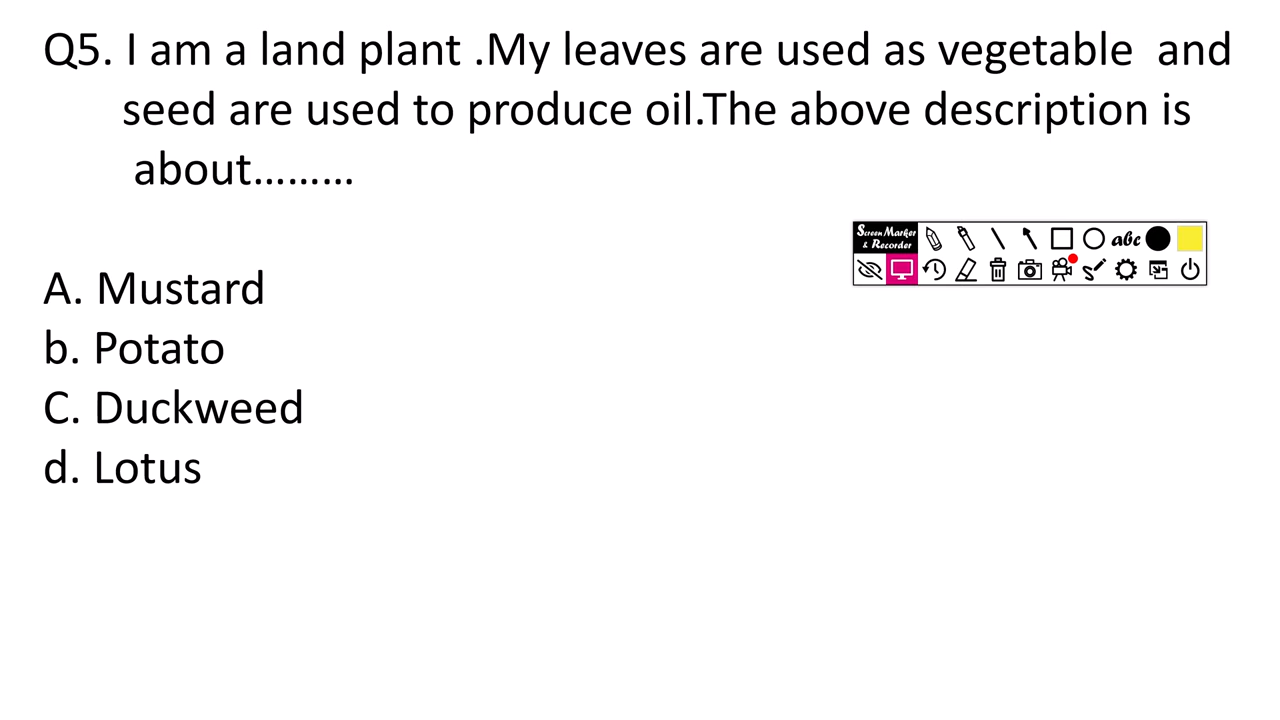 Q5. I am a land plant .My leaves are used as vegetable  and
seed are used to produce oil.The above description is
about.........
Screen Marker
& Recorder
abc
A. Mustard
b. Potato
C. Duckweed
d. Lotus